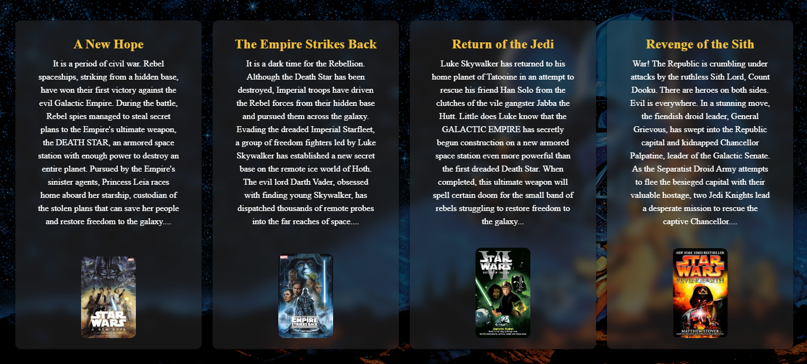 A New Hope
It is a period of civil war. Rebel
spaceships, striking from a hidden base,
have won their first victory against the
evil Galactic Empire. During the battle,
Rebel spies managed to steal secret
plans to the Empire's ultimate weapon,
the DEATH STAR, an armored space
station with enough power to destroy an
entire planet. Pursued by the Empire's
sinister agents, Princess Leia races
home aboard her starship, custodian of
the stolen plans that can save her people
and restore freedom to the galaxy....
STAR
WARS
The Empire Strikes Back
It is a dark time for the Rebellion.
Although the Death Star has been
destroyed, Imperial troops have driven
the Rebel forces from their hidden base
and pursued them across the galaxy.
Evading the dreaded Imperial Starfleet,
a group of freedom fighters led by Luke
Skywalker has established a new secret
base on the remote ice world of Hoth.
The evil lord Darth Vader, obsessed
with finding young Skywalker, has
dispatched thousands of remote probes
into the far reaches of space....
EMPIRE
Return of the Jedi
Luke Skywalker has returned to his
home planet of Tatooine in an attempt to
rescue his friend Han Solo from the
clutches of the vile gangster Jabba the
Hutt. Little does Luke know that the
GALACTIC EMPIRE has secretly
begun construction on a new armored
space station even more powerful than
the first dreaded Death Star. When
completed, this ultimate weapon will
spell certain doom for the small band of
rebels struggling to restore freedom to
the galaxy...
STAR
WARS
Revenge of the Sith
War! The Republic is crumbling under
attacks by the ruthless Sith Lord, Count
Dooku. There are heroes on both sides.
Evil is everywhere. In a stunning move,
the fiendish droid leader, General
Grievous, has swept into the Republic
capital and kidnapped Chancellor
Palpatine, leader of the Galactic Senate.
As the Separatist Droid Army attempts
to flee the besieged capital with their
valuable hostage, two Jedi Knights lead
a desperate mission to rescue the
captive Chancellor....
STAR
WARS
MATTHEW STOVER